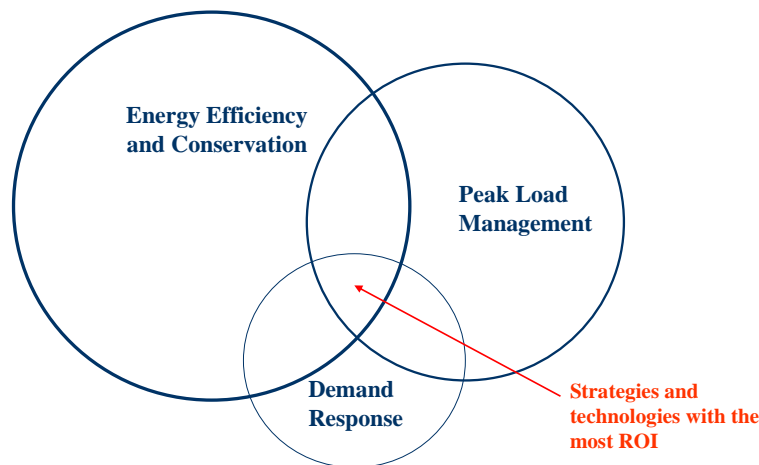 Energy Efficiency
and Conservation
Peak Load
Management
Demand
Response
Strategies and
technologies with the
most ROI